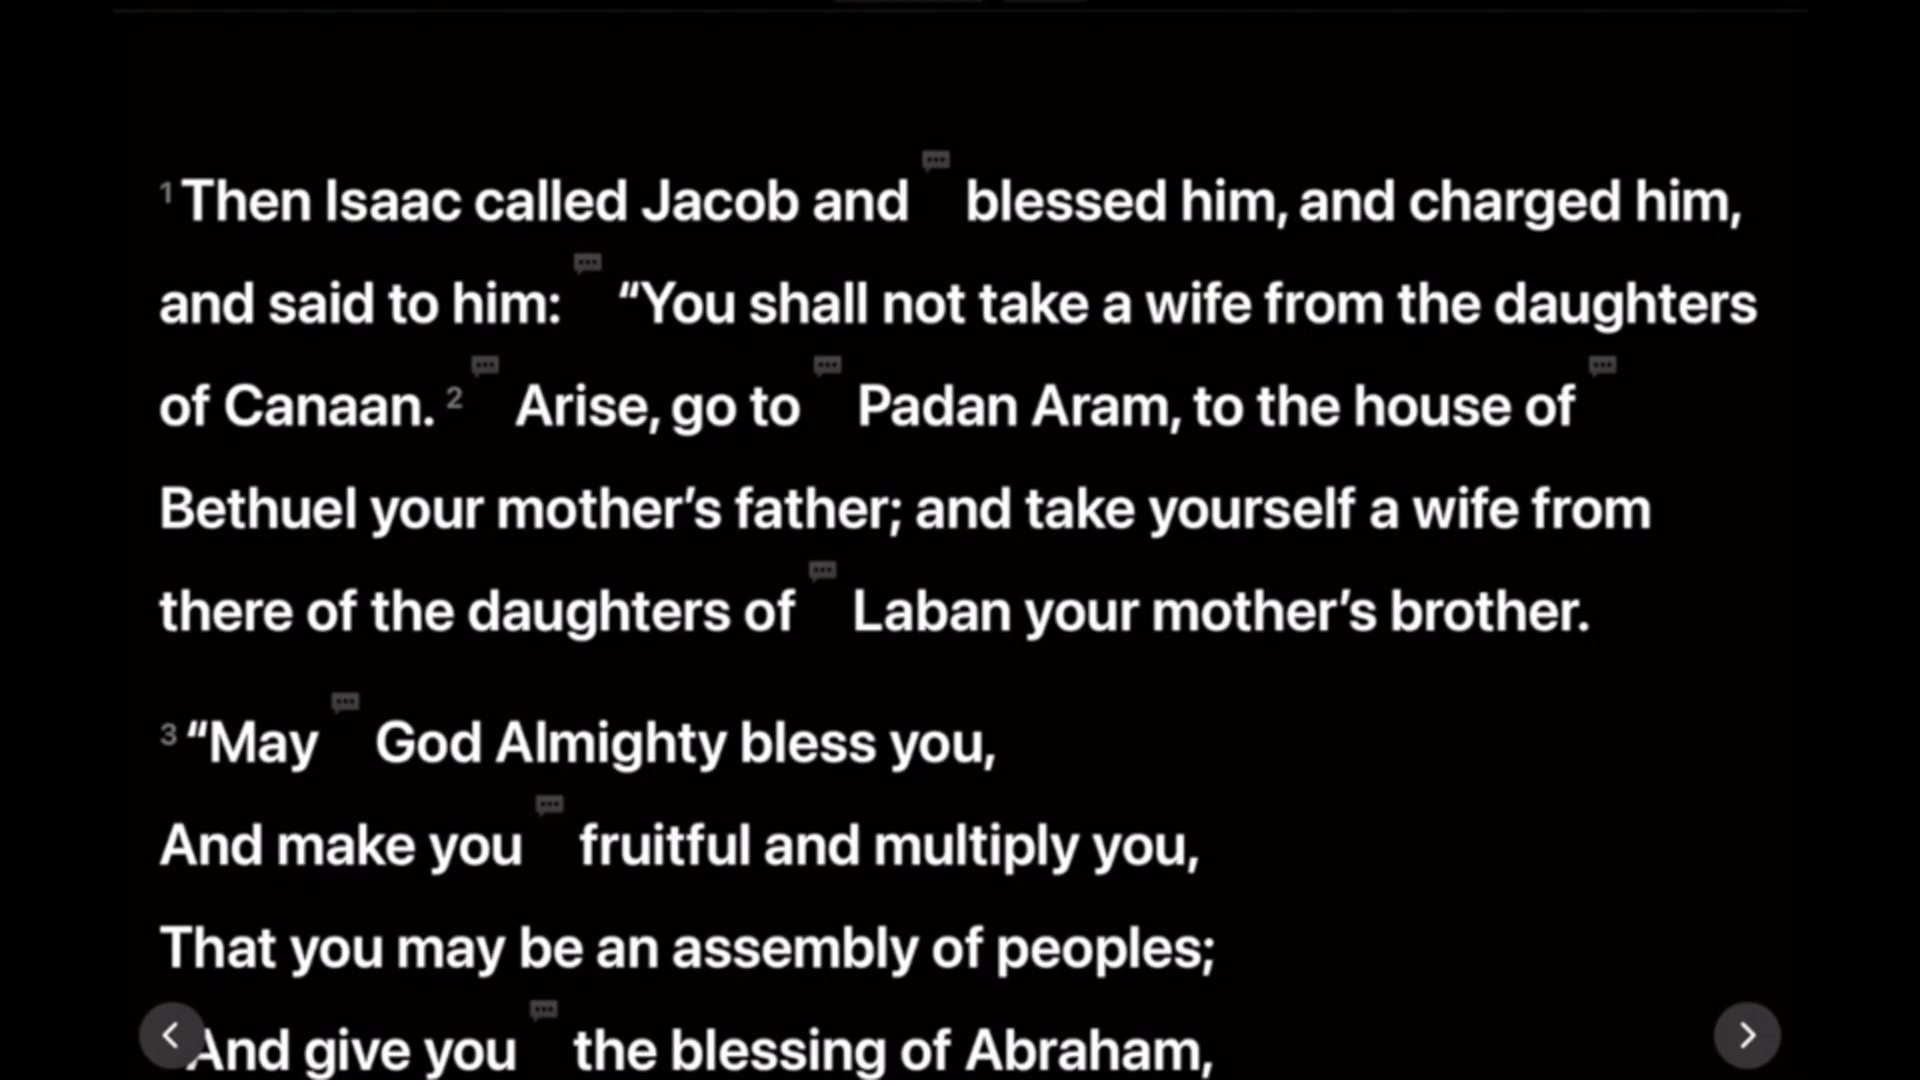 1 Then Isaac called Jacob and blessed him, and charged him,
and said to him: “You shall not take a wife from the daughters
of Canaan. 2 Arise, go to Padan Aram, to the house of
Bethuel your mother’s father; and take yourself a wife from
there of the daughters of Laban your mother’s brother.
3 “May God Almighty bless you,
And make you fruitful and multiply you,
That you may be an assembly of peoples;
And give you the blessing of Abraham,